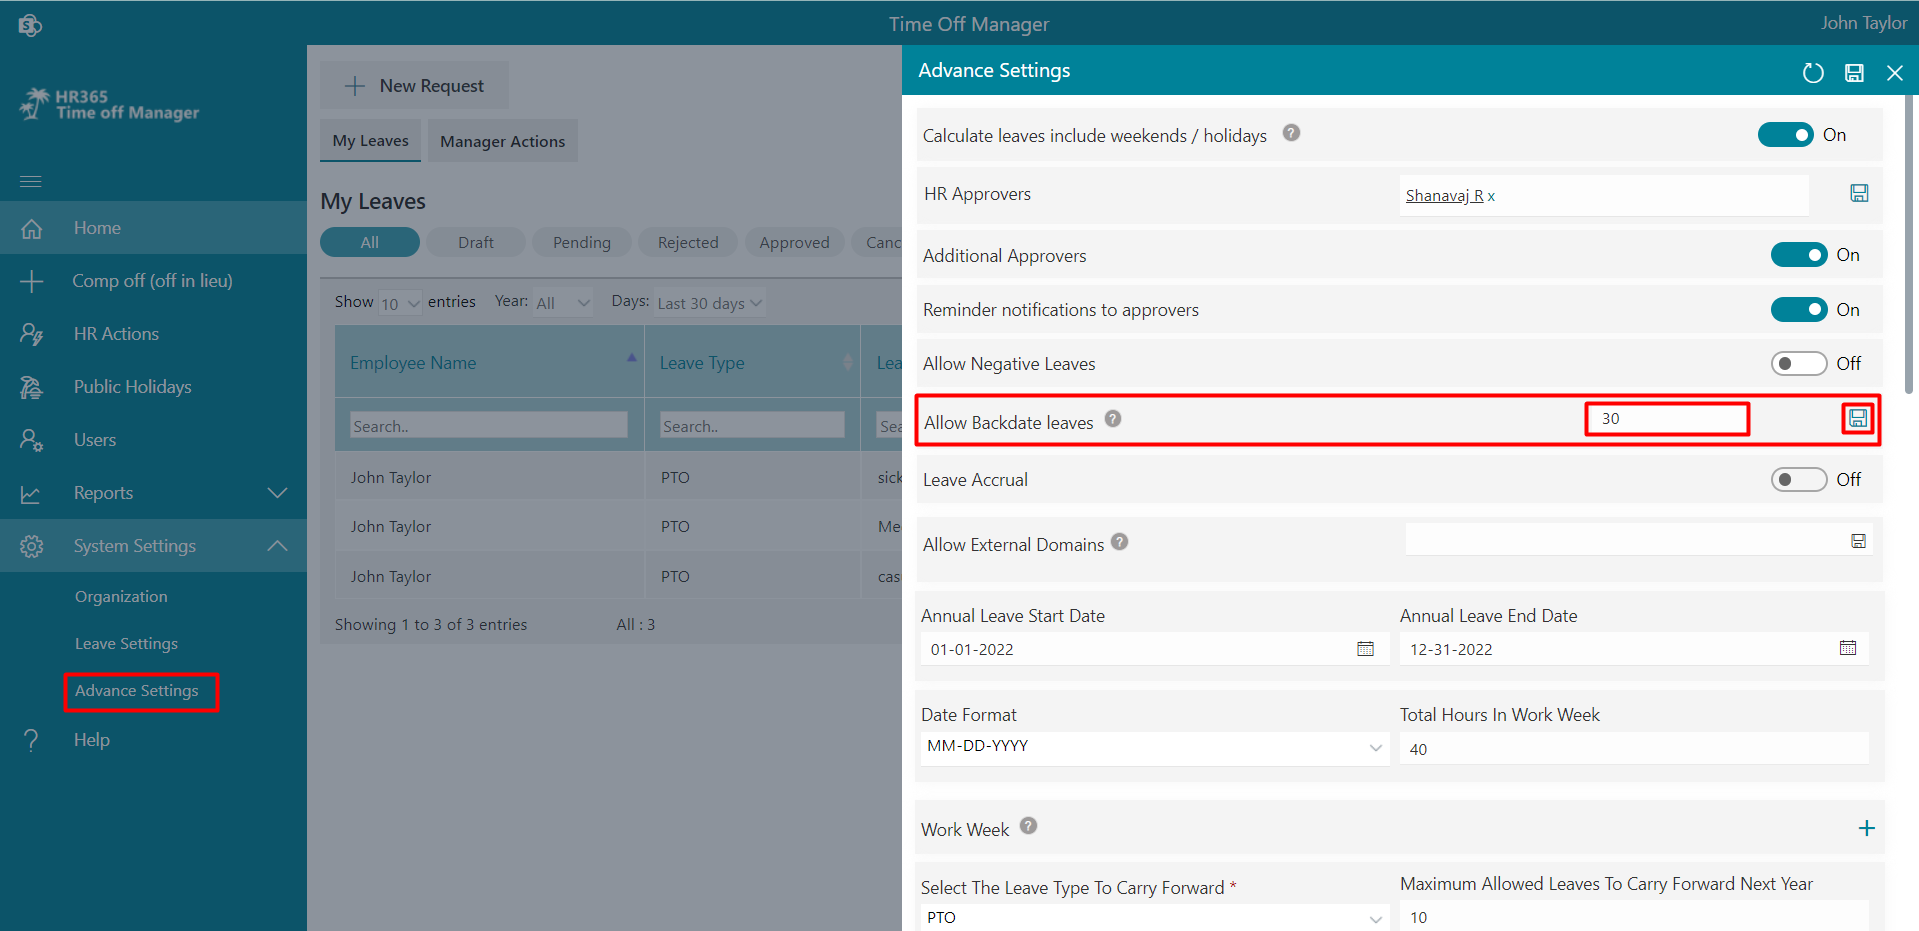 Time Off Manager
John Taylor
HR365
Time off Manager
Home
Comp off (off in lieu)
HR Actions
Public Holidays
Users
Reports
System Settings
Organization
Leave Settings
Advance Settings
? Help
New Request
My Leaves
Manager Actions
My Leaves
All
Draft
Pending
Rejected
Approved
Canc
Show 10 entries Year: All Days: Last 30 days
Employee Name
Leave Type
Lea
Search..
Search..
Sea
John Taylor PTO sick
John Taylor PTO Me
John Taylor PTO cas
Showing 1 to 3 of 3 entries All : 3
Advance Settings
Calculate leaves include weekends / holidays ? On
HR Approvers Shanavaj R x
Additional Approvers On
Reminder notifications to approvers On
Allow Negative Leaves Off
Allow Backdate leaves ? 30
Leave Accrual Off
Allow External Domains ?
Annual Leave Start Date
Annual Leave End Date
01-01-2022
12-31-2022
Date Format
Total Hours In Work Week
MM-DD-YYYY
40
Work Week ? +
Select The Leave Type To Carry Forward *
Maximum Allowed Leaves To Carry Forward Next Year
PTO
10